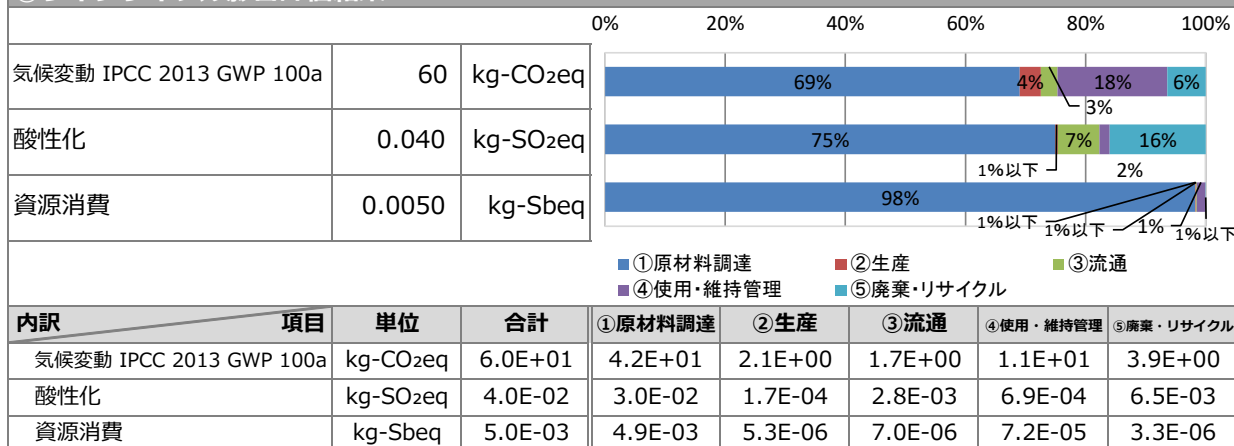 0% 20% 40% 60% 80% 100%
気候変動 IPCC 2013 GWP 100a 60 kg-CO₂eq 69% 4% 18% 6%
3%
酸性化 0.040 kg-SO₂eq 75% 7% 16%
1%以下 2%
資源消費 0.0050 kg-Sbeq 98%
1%以下 1%以下 1% 1%以下
①原材料調達 ②生産 ③流通
④使用・維持管理 ⑤廃棄・リサイクル
内訳 項目 単位 合計 ①原材料調達 ②生産 ③流通 ④使用・維持管理 ⑤廃棄・リサイクル
気候変動 IPCC 2013 GWP 100a kg-CO₂eq 6.0E+01 4.2E+01 2.1E+00 1.7E+00 1.1E+01 3.9E+00
酸性化 kg-SO₂eq 4.0E-02 3.0E-02 1.7E-04 2.8E-03 6.9E-04 6.5E-03
資源消費 kg-Sbeq 5.0E-03 4.9E-03 5.3E-06 7.0E-06 7.2E-05 3.3E-06